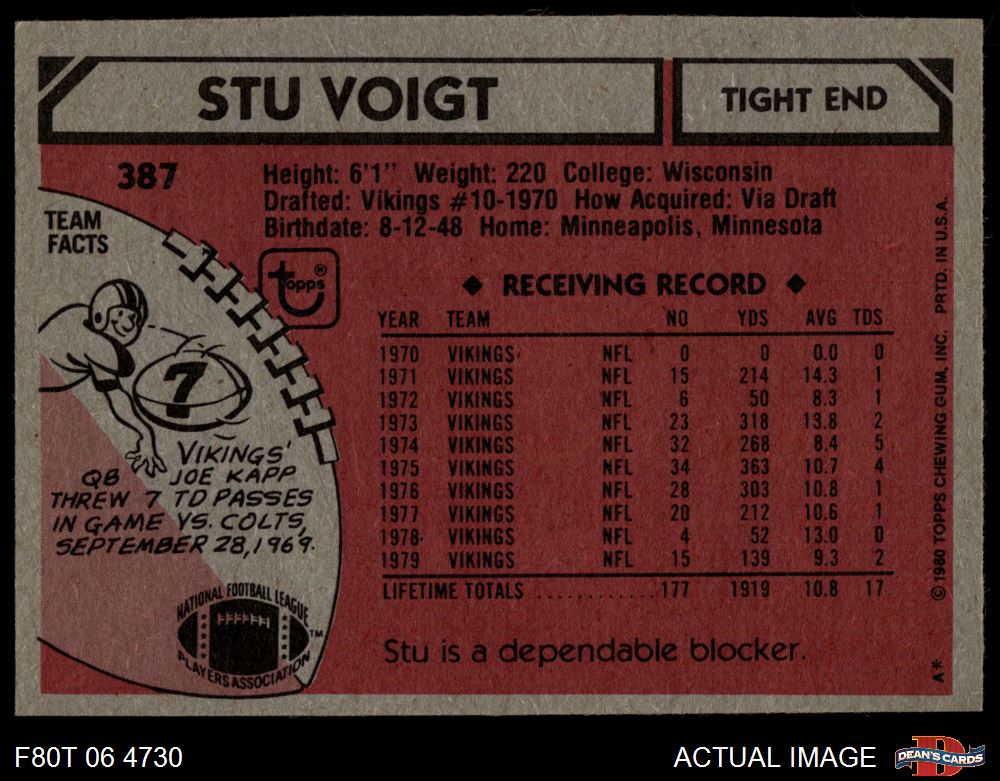 STU VOIGT
TIGHT END
387
Height: 6'1" Weight: 220 College: Wisconsin
Drafted: Vikings #10-1970 How Acquired: Via Draft
Birthdate: 8-12-48 Home: Minneapolis, Minnesota
TEAM
FACTS
topps®
7
VIKINGS'
QB JOE KAPP
THREW 7 TD PASSES
IN GAME VS. COLTS,
SEPTEMBER 28, 1969.
NATIONAL FOOTBALL LEAGUE
PLAYERS ASSOCIATION
TM
◆ RECEIVING RECORD ◆
YEAR TEAM NO YDS AVG TDS
1970 VIKINGS NFL 0 0 0.0 0
1971 VIKINGS NFL 15 214 14.3 1
1972 VIKINGS NFL 6 50 8.3 1
1973 VIKINGS NFL 23 318 13.8 2
1974 VIKINGS NFL 32 268 8.4 5
1975 VIKINGS NFL 34 363 10.7 4
1976 VIKINGS NFL 28 303 10.8 1
1977 VIKINGS NFL 20 212 10.6 1
1978 VIKINGS NFL 4 52 13.0 0
1979 VIKINGS NFL 15 139 9.3 2
LIFETIME TOTALS ............ 177 1919 10.8 17
Stu is a dependable blocker.
A* © 1980 TOPPS CHEWING GUM, INC. PRTD. IN U.S.A.
F80T 06 4730
ACTUAL IMAGE
D
DEAN'S CARDS